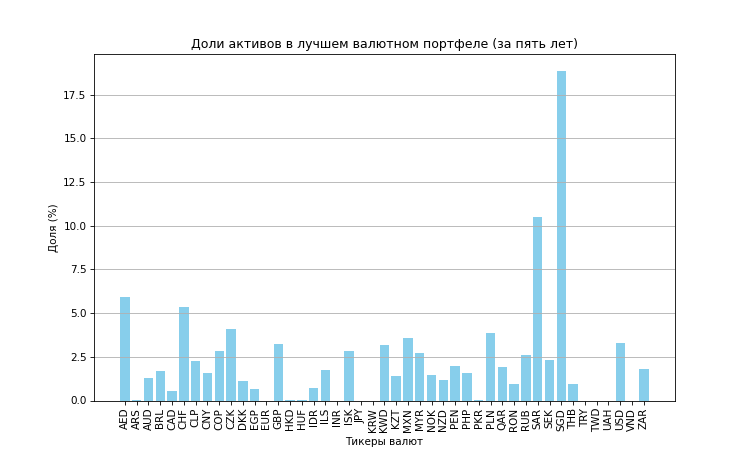 Доли активов в лучшем валютном портфеле (за пять лет)
Доля (%)
17.5
15.0
12.5
10.0
7.5
5.0
2.5
0.0
AED
ARS
AUD
BRL
CAD
CHF
CLP
CNY
COP
CZK
DKK
EGP
EUR
GBP
HKD
HUF
IDR
ILS
INR
ISK
JPY
KRW
KWD
KZT
MXN
MYR
NOK
NZD
PEN
PHP
PKR
PLN
QAR
RON
RUB
SAR
SEK
SGD
THB
TRY
TWD
UAH
USD
VND
ZAR
Тикеры валют